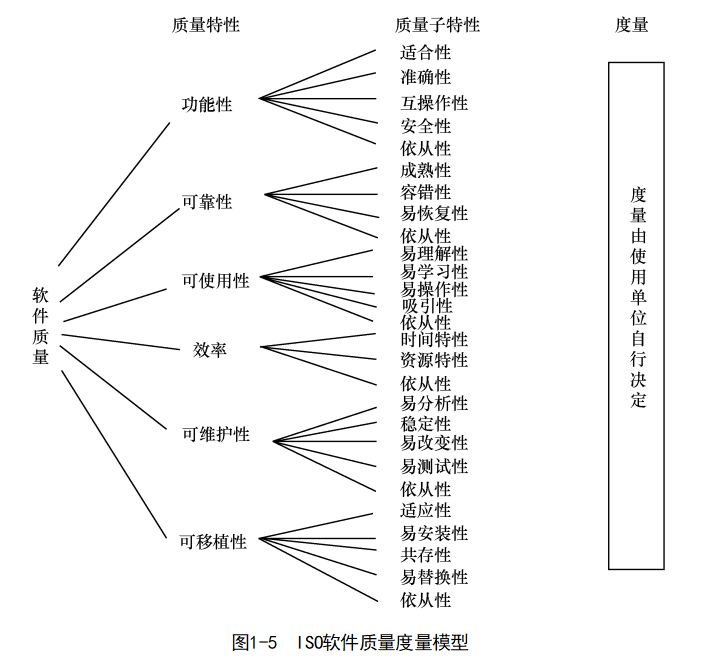 质量特性
质量子特性
度量
软件质量
功能性
适合性
准确性
互操作性
安全性
依从性
可靠性
成熟性
容错性
易恢复性
依从性
可使用性
易理解性
易学习性
易操作性
吸引性
依从性
效率
时间特性
资源特性
依从性
可维护性
易分析性
稳定性
易改变性
易测试性
依从性
可移植性
适应性
易安装性
共存性
易替换性
依从性
度量由使用单位自行决定
图1-5 ISO软件质量度量模型